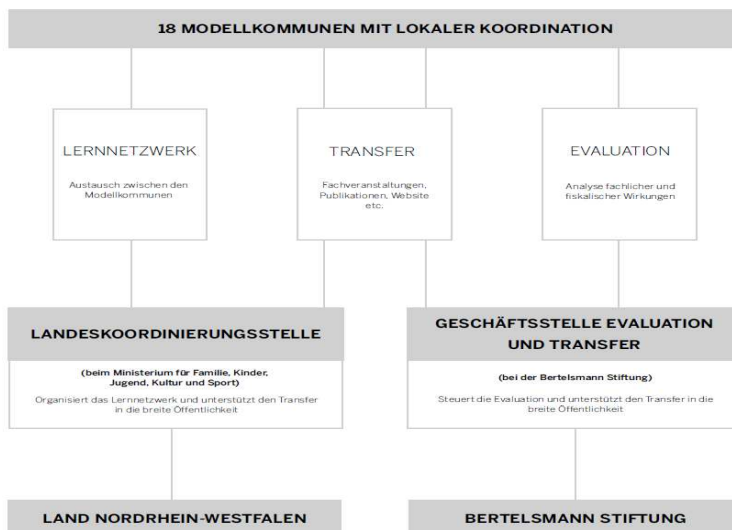 18 MODELLKOMMUNEN MIT LOKALER KOORDINATION
LERNNETZWERK
Austausch zwischen den
Modellkommunen
TRANSFER
Fachveranstaltungen,
Publikationen, Website
etc.
EVALUATION
Analyse fachlicher und
fiskalischer Wirkungen
LANDESKOORDINIERUNGSSTELLE
(beim Ministerium für Familie, Kinder,
Jugend, Kultur und Sport)
Organisiert das Lernnetzwerk und unterstützt den Transfer
in die breite Öffentlichkeit
GESCHÄFTSSTELLE EVALUATION
UND TRANSFER
(bei der Bertelsmann Stiftung)
Steuert die Evaluation und unterstützt den Transfer in die
breite Öffentlichkeit
LAND NORDRHEIN-WESTFALEN
BERTELSMANN STIFTUNG